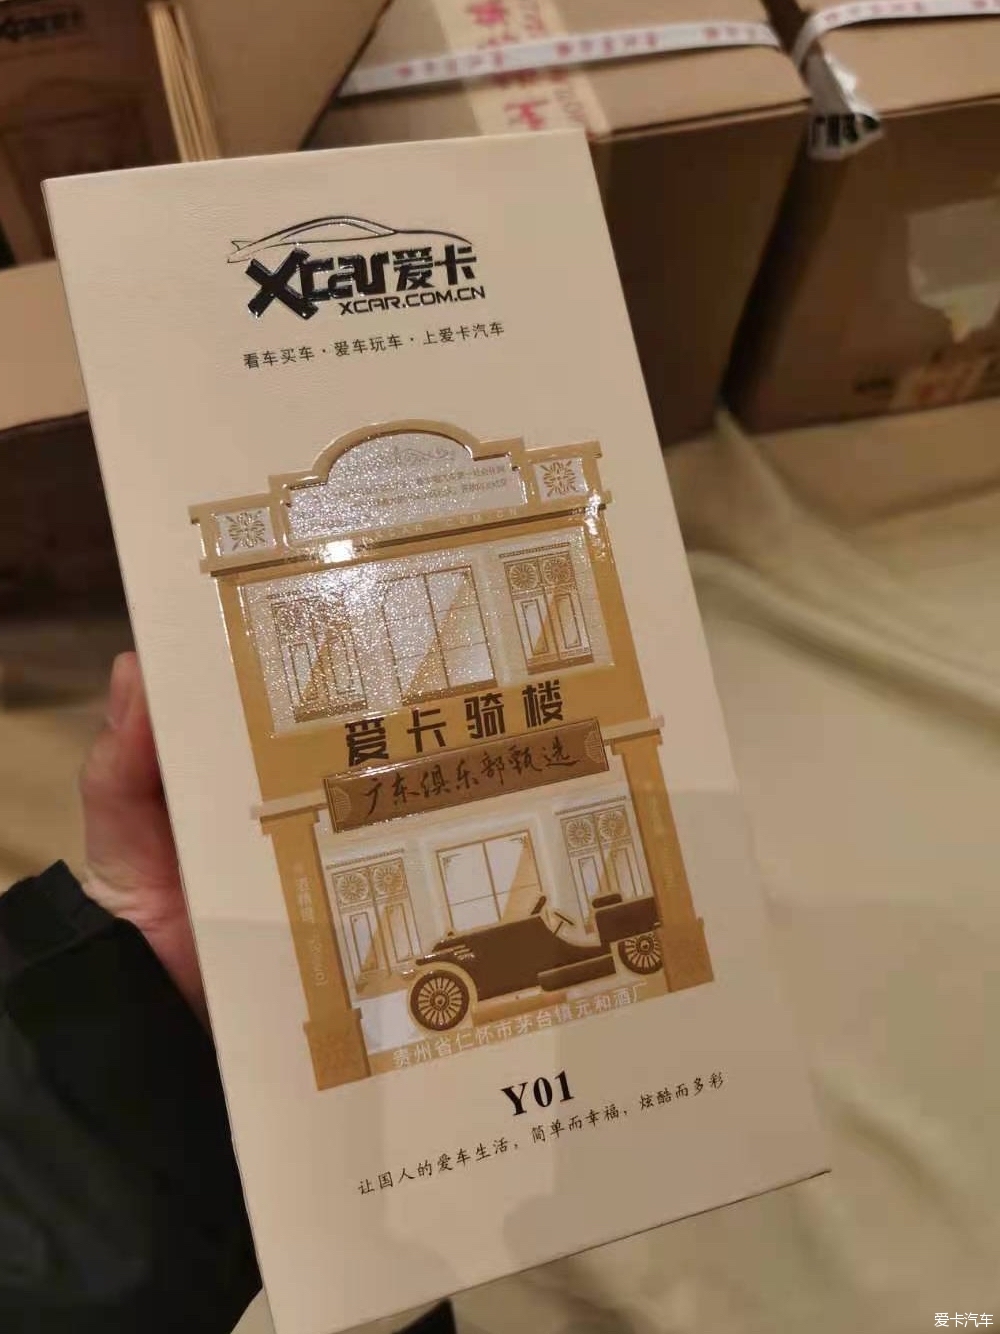 Xcar爱卡
XCAR.COM.CN
看车买车·爱车玩车·上爱卡汽车
XCAR.COM.CN
爱卡骑楼
广东俱乐部甄选
贵州省仁怀市茅台镇元和酒厂
Y01
让国人的爱车生活，简单而幸福，炫酷而多彩
爱卡汽车